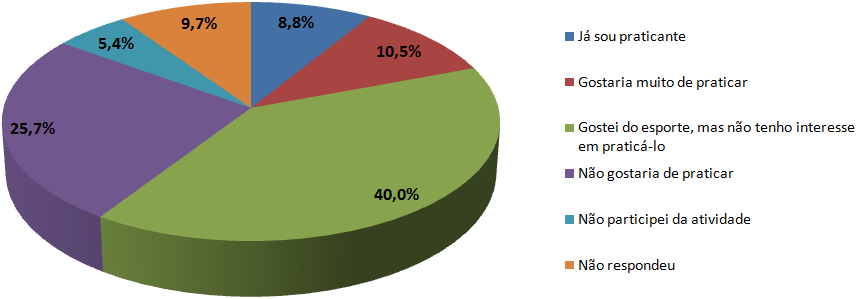 9,7%
8,8%
5,4%
10,5%
25,7%
40,0%
Já sou praticante
Gostaria muito de praticar
Gostei do esporte, mas não tenho interesse
em praticá-lo
Não gostaria de praticar
Não participei da atividade
Não respondeu